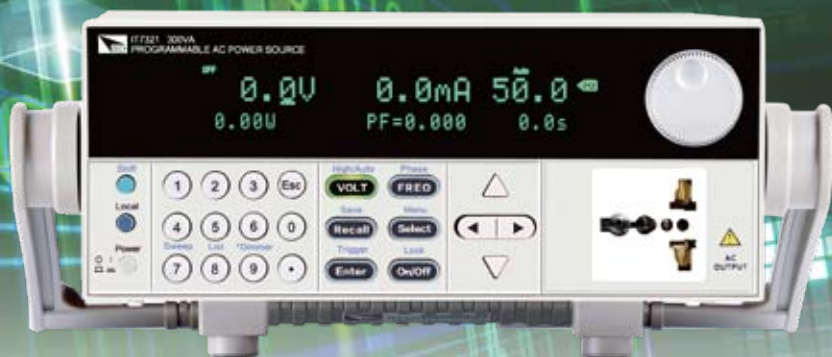 IT7321 300VA
PROGRAMMABLE AC POWER SOURCE
OFF Auto
0.0V 0.0mA 50.0
0.00W PF=0.000 0.0s
Shift
Local
Power
1 2 3 Esc
4 5 6 0
Sweep List Dimmer
7 8 9 .
High/Auto Phase
VOLT FREQ
Save Menu
Recall Select
Trigger Lock
Enter On/Off
AC
OUTPUT